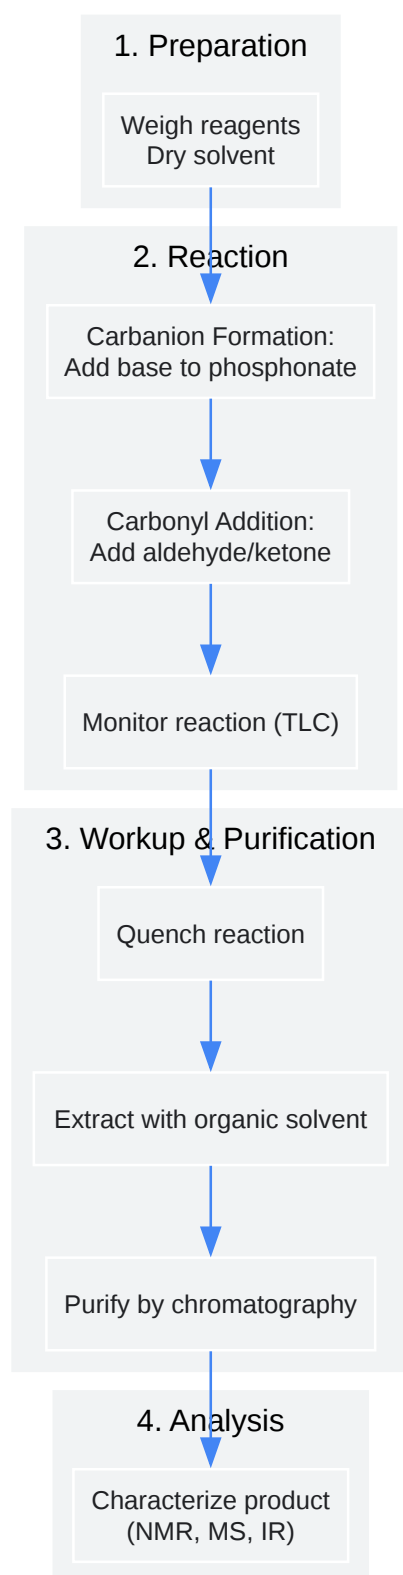 1. Preparation
Weigh reagents
Dry solvent
2. Reaction
Carbanion Formation:
Add base to phosphonate
Carbonyl Addition:
Add aldehyde/ketone
Monitor reaction (TLC)
3. Workup & Purification
Quench reaction
Extract with organic solvent
Purify by chromatography
4. Analysis
Characterize product
(NMR, MS, IR)